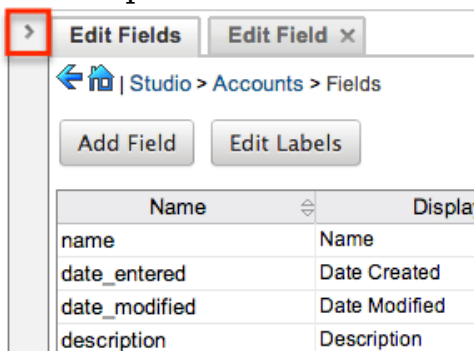 Edit Fields Edit Field ×
| Studio > Accounts > Fields
Add Field Edit Labels
Name Displa
name Name
date_entered Date Created
date_modified Date Modified
description Description